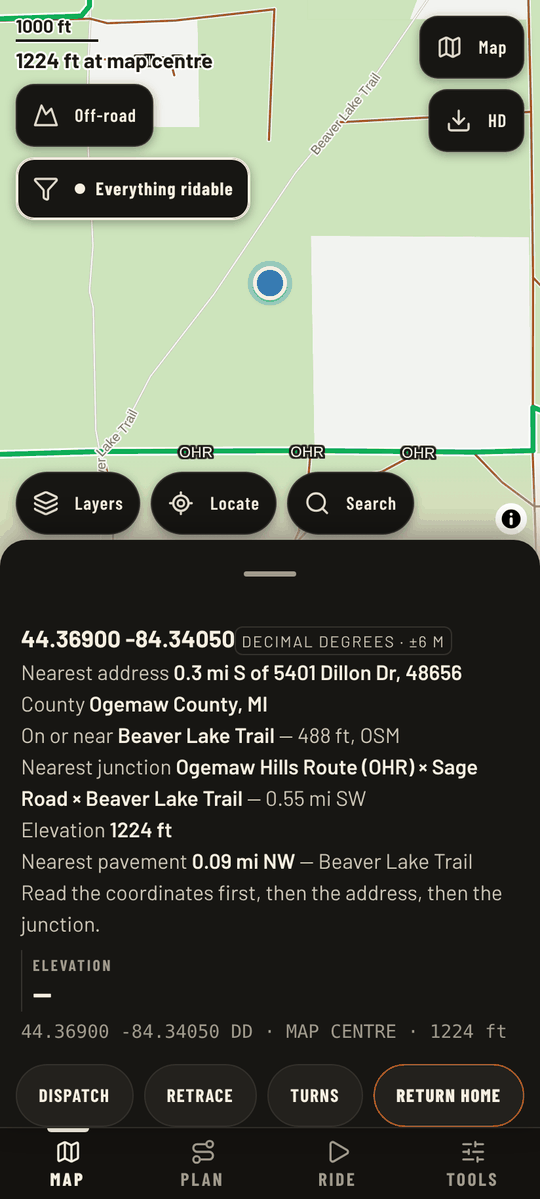 1000 ft
1224 ft at map centre
Map
Off-road
HD
Everything ridable
Beaver Lake Trail
er Lake Trail
OHR
OHR
OHR
Layers
Locate
Search
44.36900 -84.34050 DECIMAL DEGREES · ±6 M
Nearest address 0.3 mi S of 5401 Dillon Dr, 48656
County Ogemaw County, MI
On or near Beaver Lake Trail — 488 ft, OSM
Nearest junction Ogemaw Hills Route (OHR) × Sage
Road × Beaver Lake Trail — 0.55 mi SW
Elevation 1224 ft
Nearest pavement 0.09 mi NW — Beaver Lake Trail
Read the coordinates first, then the address, then the
junction.
ELEVATION
—
44.36900 -84.34050 DD · MAP CENTRE · 1224 ft
DISPATCH
RETRACE
TURNS
RETURN HOME
MAP
PLAN
RIDE
TOOLS